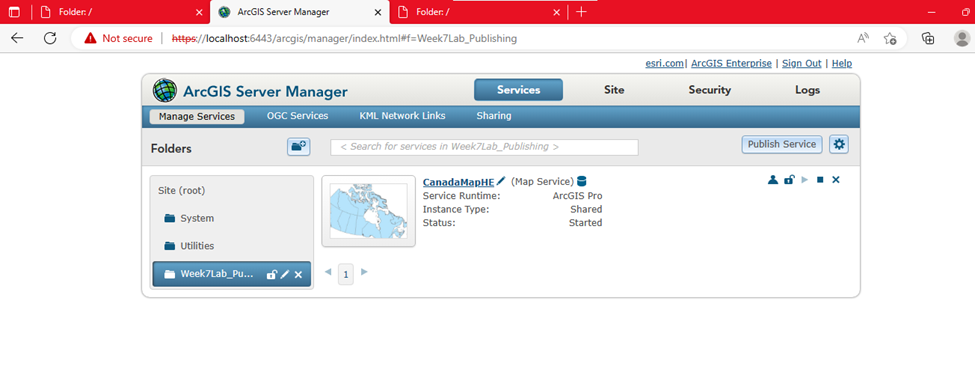 Folder: /
ArcGIS Server Manager
Folder: /
Not secure | https://localhost:6443/arcgis/manager/index.html#f=Week7Lab_Publishing
esri.com | ArcGIS Enterprise | Sign Out | Help
ArcGIS Server Manager
Services
Site
Security
Logs
Manage Services
OGC Services
KML Network Links
Sharing
Folders
< Search for services in Week7Lab_Publishing >
Publish Service
Site (root)
System
Utilities
Week7Lab_Pu...
CanadaMapHE (Map Service)
Service Runtime: ArcGIS Pro
Instance Type: Shared
Status: Started
1